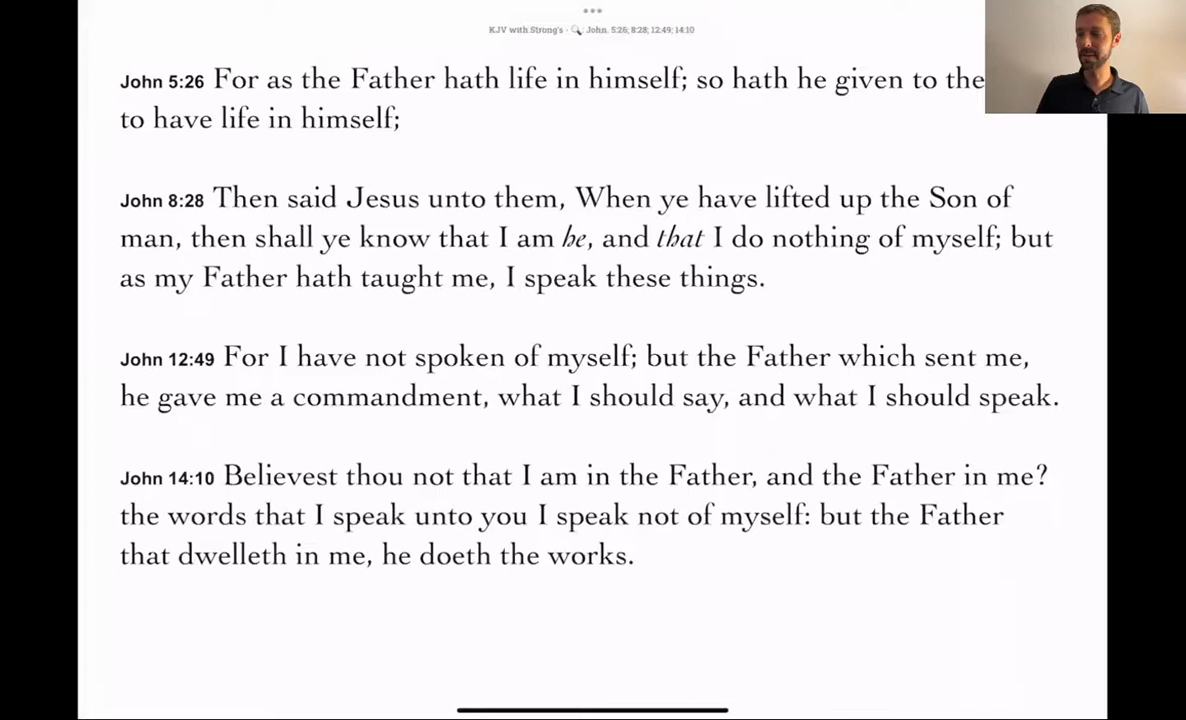 KJV with Strong's · John. 5:26; 8:28; 12:49; 14:10
John 5:26 For as the Father hath life in himself; so hath he given to the
to have life in himself;
John 8:28 Then said Jesus unto them, When ye have lifted up the Son of
man, then shall ye know that I am he, and that I do nothing of myself; but
as my Father hath taught me, I speak these things.
John 12:49 For I have not spoken of myself; but the Father which sent me,
he gave me a commandment, what I should say, and what I should speak.
John 14:10 Believest thou not that I am in the Father, and the Father in me?
the words that I speak unto you I speak not of myself: but the Father
that dwelleth in me, he doeth the works.